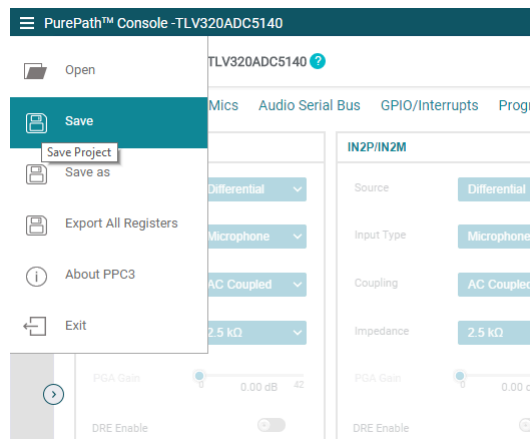 PurePath™ Console -TLV320ADC5140
Open
TLV320ADC5140 ?
Save
Mics Audio Serial Bus GPIO/Interrupts
Save Project
IN2P/IN2M
Save as
Differential Source Differential
Export All Registers
Microphone Input Type Microphone
About PPC3
AC Coupled Coupling AC Coupled
Exit
2.5 kΩ Impedance 2.5 kΩ
PGA Gain 0 0.00 dB 42 PGA Gain 0 0.00
DRE Enable DRE Enable